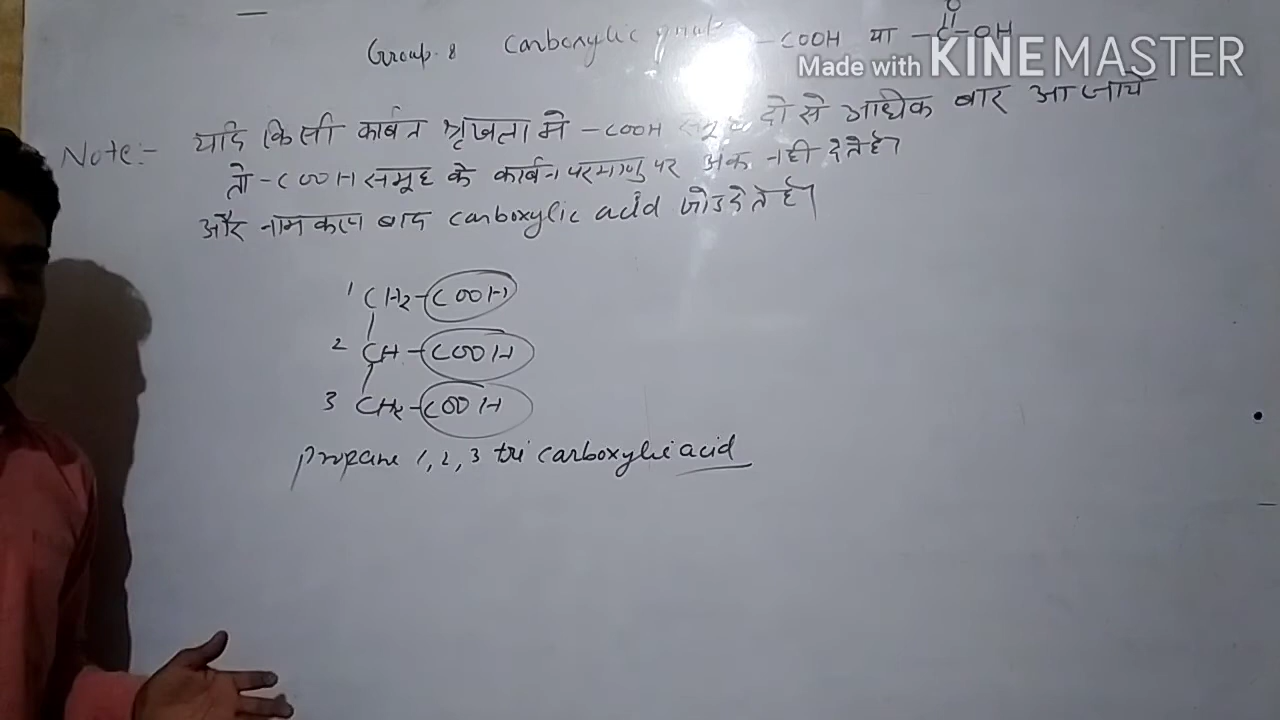 Group-8 Carboxylic -COOH या -C-OH
O
Made with KINEMASTER
Note:- यदि किसी कार्बन श्रृखला मे -COOH समूह दो से अधिक बार आ जाये
तो -COOH समूह के कार्बन परमाणु पर अंक नही देते है।
और नाम के बाद carboxylic acid जोड देते है।
1 CH2-COOH
2 CH-COOH
3 CH2-COOH
propane 1,2,3 tri carboxylic acid